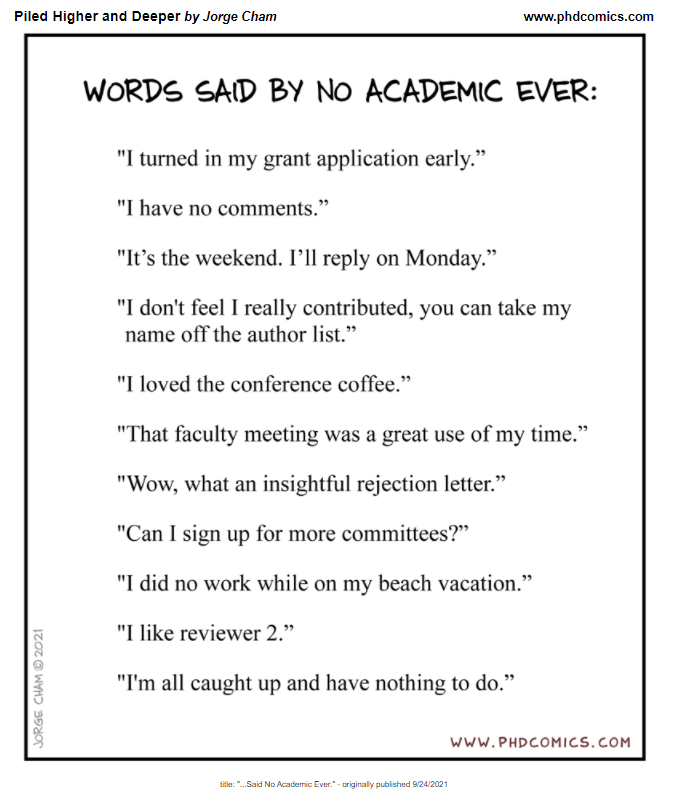 Piled Higher and Deeper by Jorge Cham www.phdcomics.com
WORDS SAID BY NO ACADEMIC EVER:
"I turned in my grant application early.”
"I have no comments.”
"It’s the weekend. I’ll reply on Monday.”
"I don't feel I really contributed, you can take my
name off the author list.”
"I loved the conference coffee.”
"That faculty meeting was a great use of my time.”
"Wow, what an insightful rejection letter.”
"Can I sign up for more committees?”
"I did no work while on my beach vacation.”
"I like reviewer 2.”
"I'm all caught up and have nothing to do.”
JORGE CHAM © 2021
WWW.PHDCOMICS.COM
title: "...Said No Academic Ever." - originally published 9/24/2021